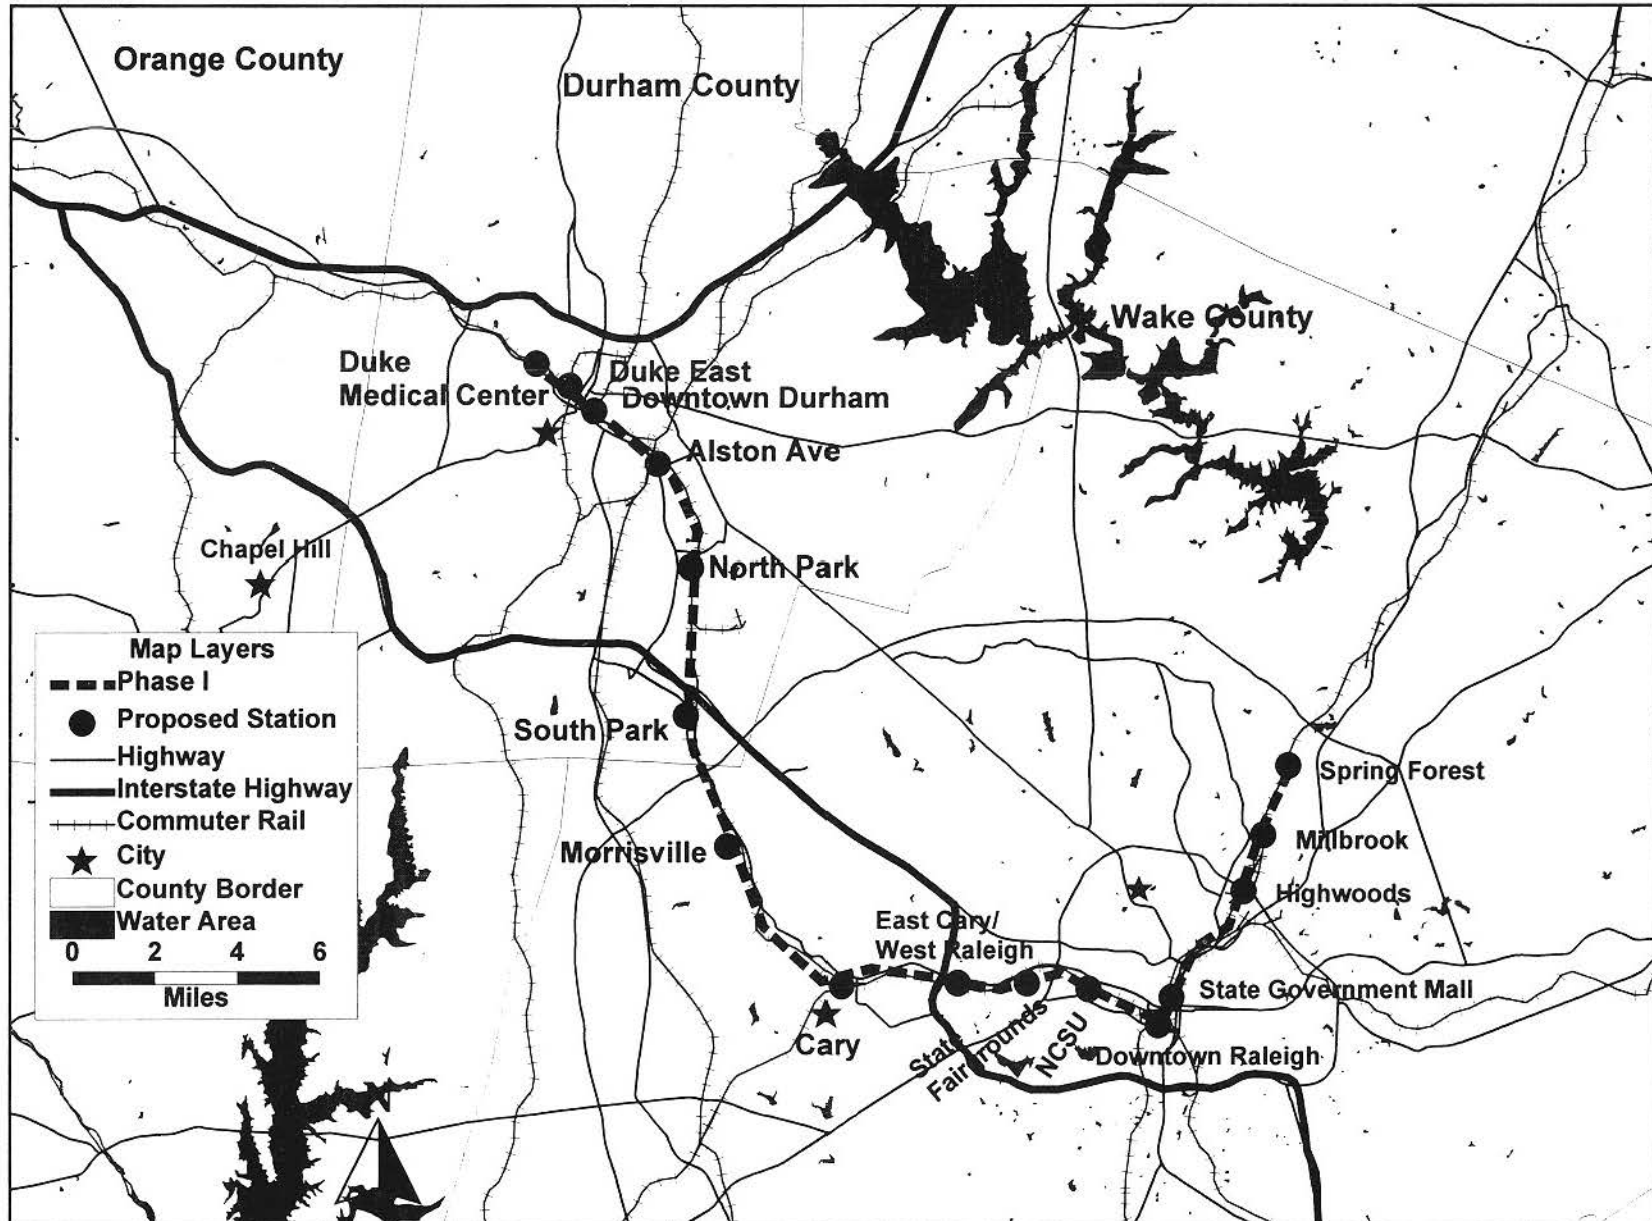 Orange County
Durham County
Wake County
Duke
Medical Center
Duke East
Downtown Durham
Alston Ave
Chapel Hill
North Park
Map Layers
Phase I
Proposed Station
Highway
Interstate Highway
Commuter Rail
City
County Border
Water Area
0 2 4 6
Miles
South Park
Spring Forest
Morrisville
Millbrook
Highwoods
East Cary/
West Raleigh
State Government Mall
Cary
State
Fairgrounds
NCSU
Downtown Raleigh
N